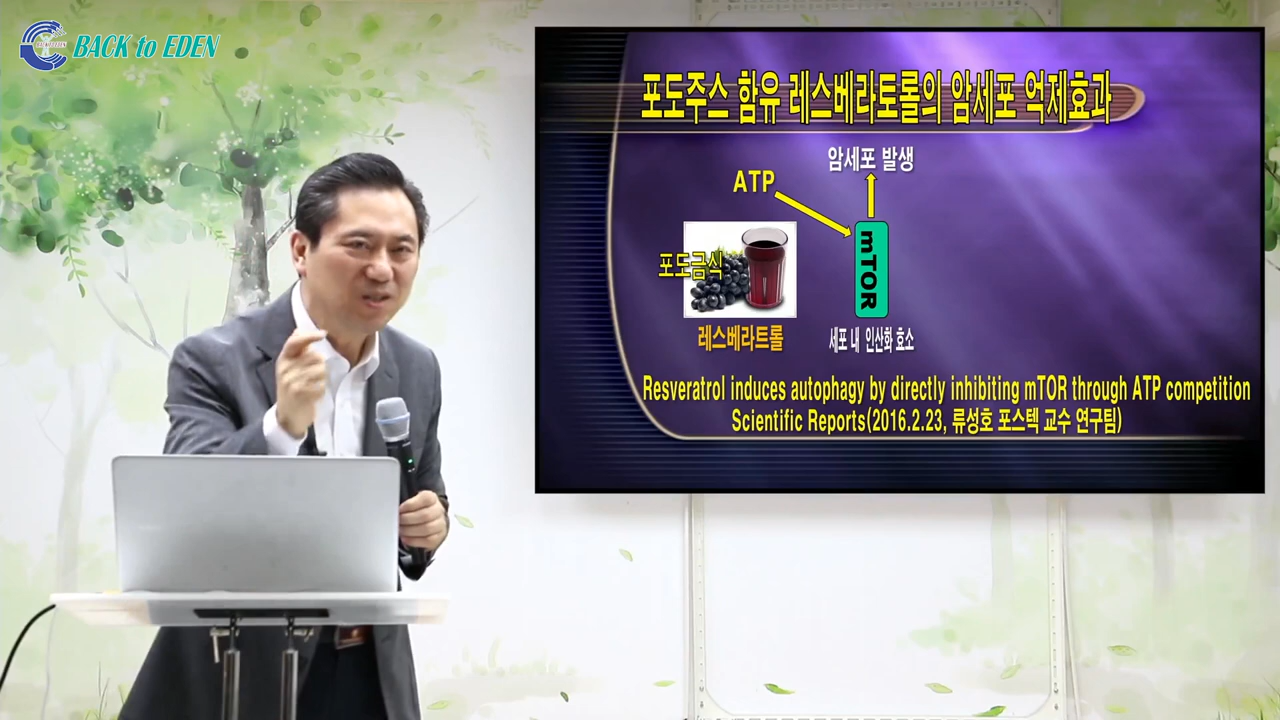 BACK to EDEN
포도주스 함유 레스베라토롤의 암세포 억제효과
암세포 발생
ATP
mTOR
포도금식
레스베라트롤
세포 내 인산화 효소
Resveratrol induces autophagy by directly inhibiting mTOR through ATP competition
Scientific Reports(2016.2.23, 류성호 포스텍 교수 연구팀)